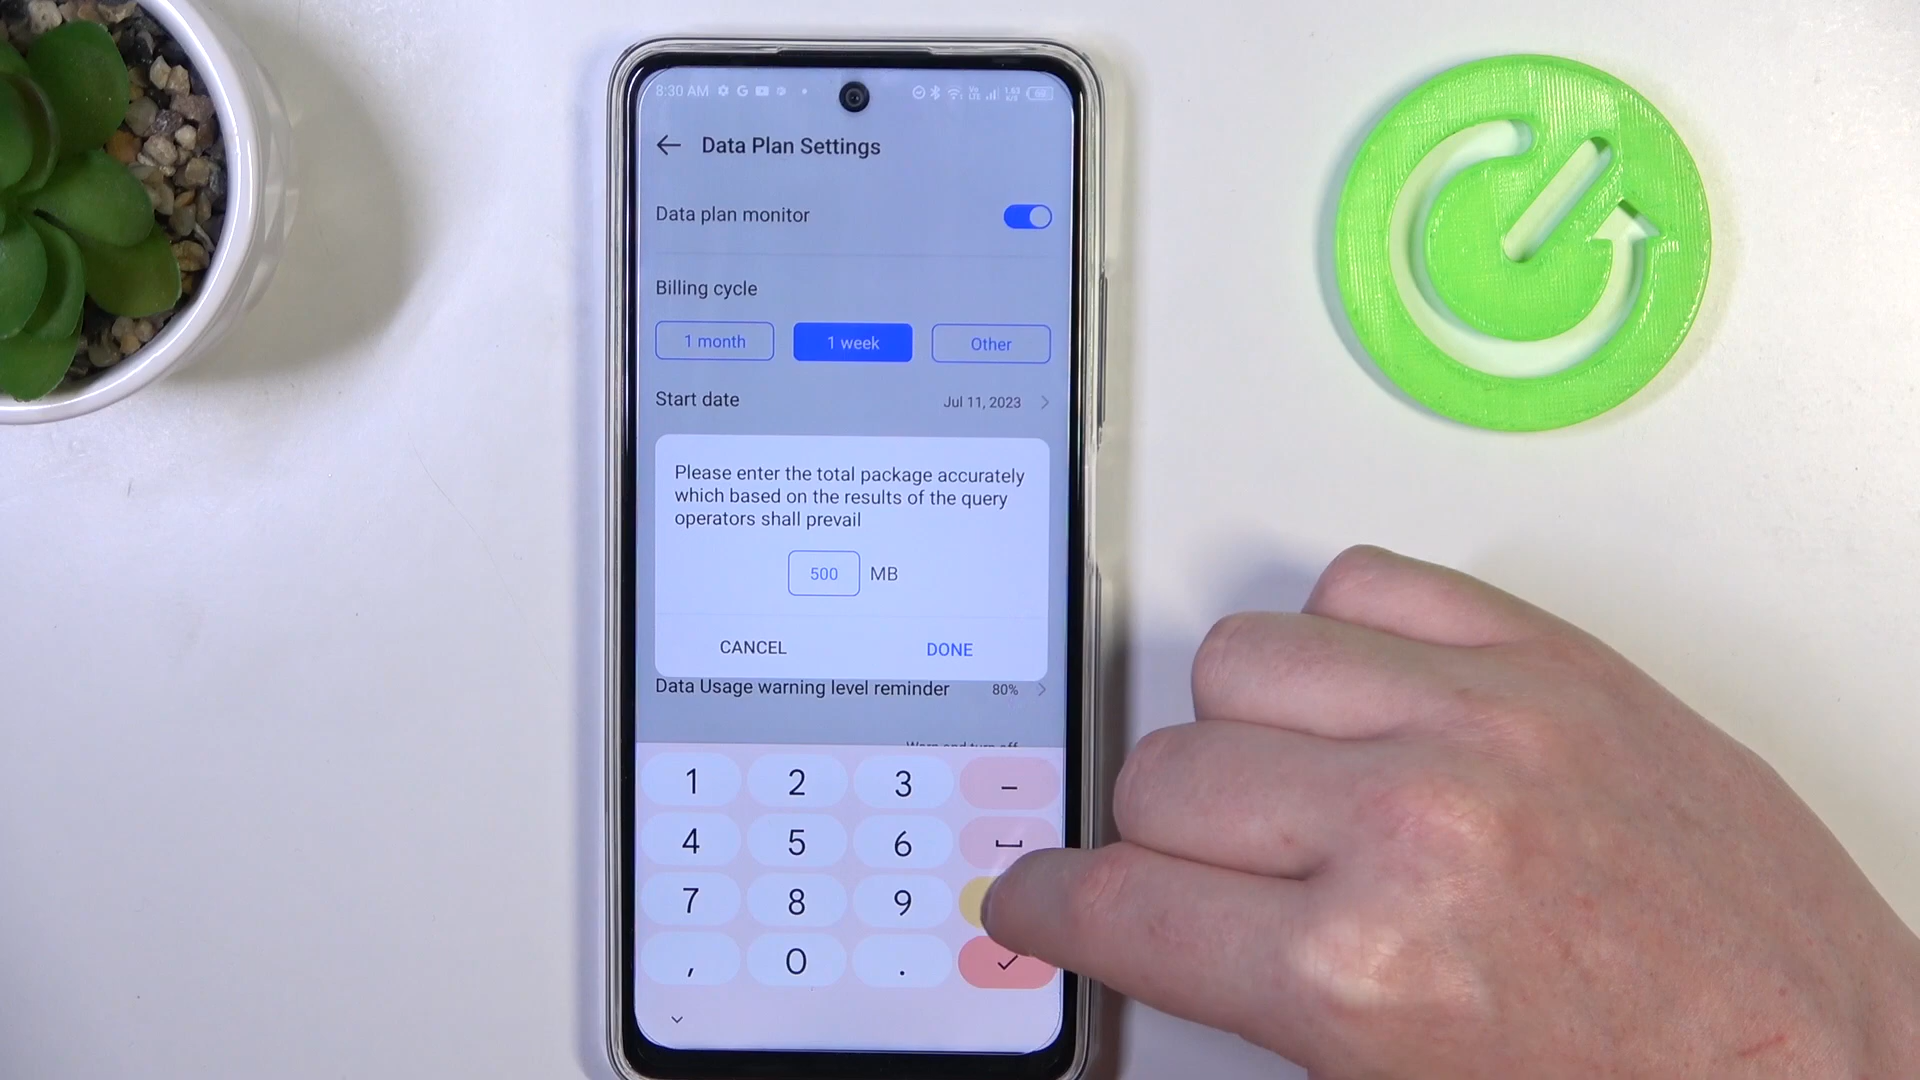 8:30 AM
Data Plan Settings
Data plan monitor
Billing cycle
1 month 1 week Other
Start date Jul 11, 2023
Please enter the total package accurately
which based on the results of the query
operators shall prevail
500 MB
CANCEL DONE
Data Usage warning level reminder 80%
Warn and turn off
1 2 3 –
4 5 6
7 8 9
, 0 .